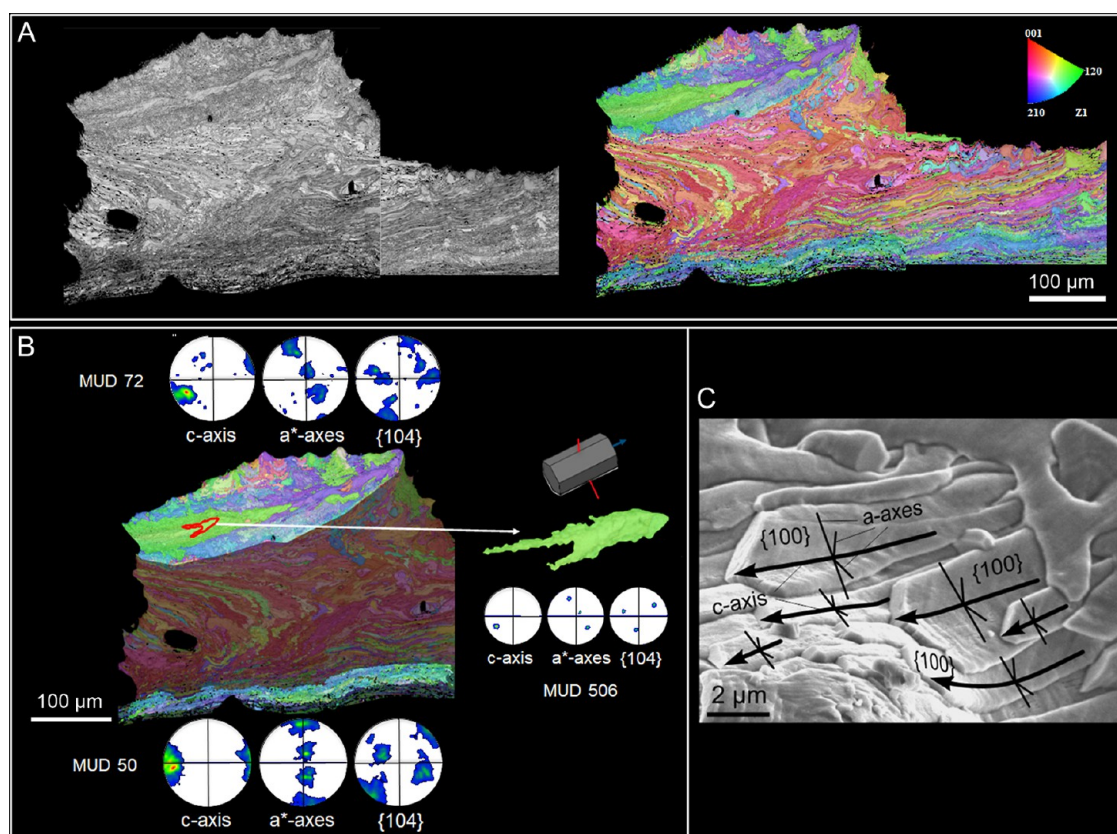 A
001
120
210
Z1
100 µm
B
MUD 72
c-axis
a*-axes
{104}
100 µm
c-axis
a*-axes
{104}
MUD 506
MUD 50
c-axis
a*-axes
{104}
C
a-axes
{100}
{100}
c-axis
{100}
2 µm